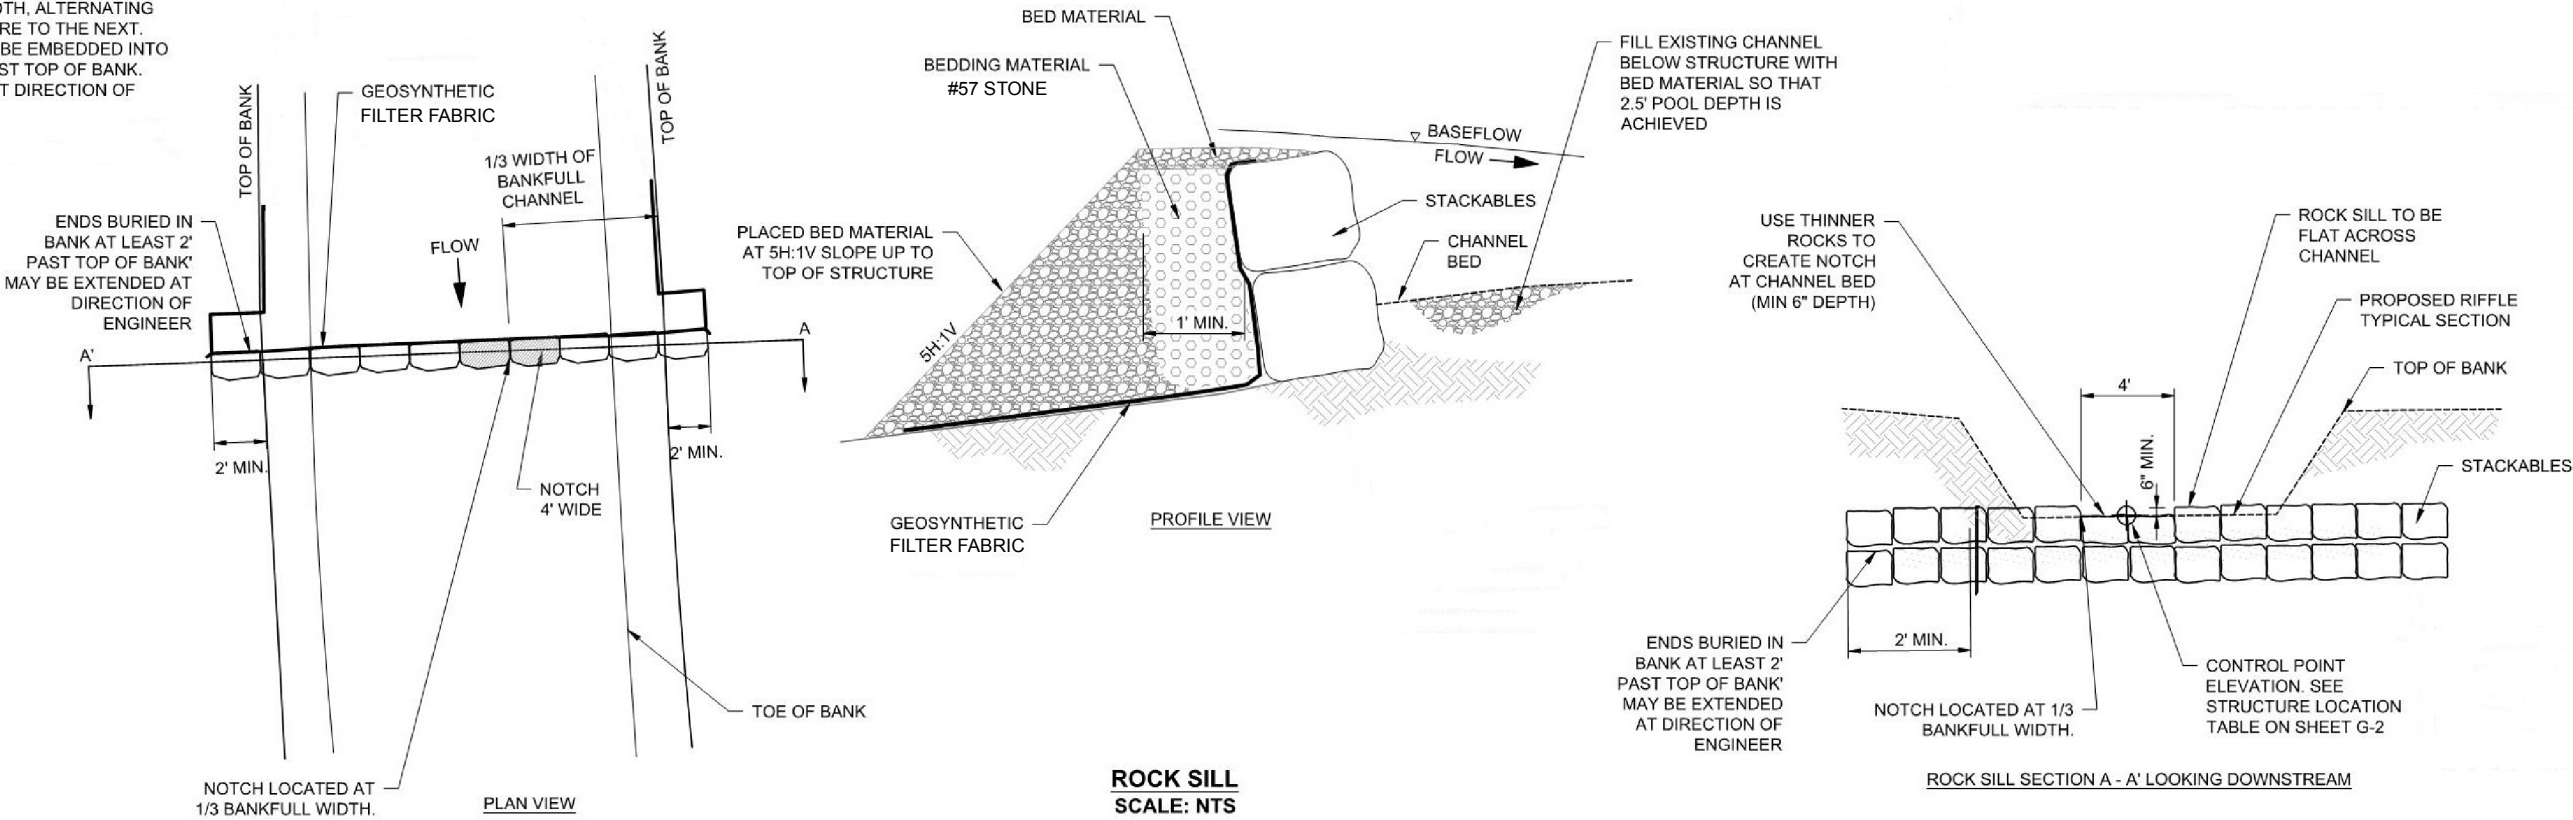 OTH, ALTERNATING
RE TO THE NEXT.
BE EMBEDDED INTO
ST TOP OF BANK.
T DIRECTION OF
TOP OF BANK
GEOSYNTHETIC
FILTER FABRIC
TOP OF BANK
1/3 WIDTH OF
BANKFULL
CHANNEL
ENDS BURIED IN
BANK AT LEAST 2'
PAST TOP OF BANK'
MAY BE EXTENDED AT
DIRECTION OF
ENGINEER
FLOW
A'
A
2' MIN.
2' MIN.
NOTCH
4' WIDE
TOE OF BANK
NOTCH LOCATED AT
1/3 BANKFULL WIDTH.
PLAN VIEW
BED MATERIAL
BEDDING MATERIAL
#57 STONE
FILL EXISTING CHANNEL
BELOW STRUCTURE WITH
BED MATERIAL SO THAT
2.5' POOL DEPTH IS
ACHIEVED
BASEFLOW
FLOW
STACKABLES
PLACED BED MATERIAL
AT 5H:1V SLOPE UP TO
TOP OF STRUCTURE
CHANNEL
BED
1' MIN.
5H:1V
GEOSYNTHETIC
FILTER FABRIC
PROFILE VIEW
ROCK SILL
SCALE: NTS
USE THINNER
ROCKS TO
CREATE NOTCH
AT CHANNEL BED
(MIN 6" DEPTH)
ROCK SILL TO BE
FLAT ACROSS
CHANNEL
PROPOSED RIFFLE
TYPICAL SECTION
TOP OF BANK
4'
6" MIN.
STACKABLES
2' MIN.
ENDS BURIED IN
BANK AT LEAST 2'
PAST TOP OF BANK'
MAY BE EXTENDED
AT DIRECTION OF
ENGINEER
NOTCH LOCATED AT 1/3
BANKFULL WIDTH.
CONTROL POINT
ELEVATION. SEE
STRUCTURE LOCATION
TABLE ON SHEET G-2
ROCK SILL SECTION A - A' LOOKING DOWNSTREAM